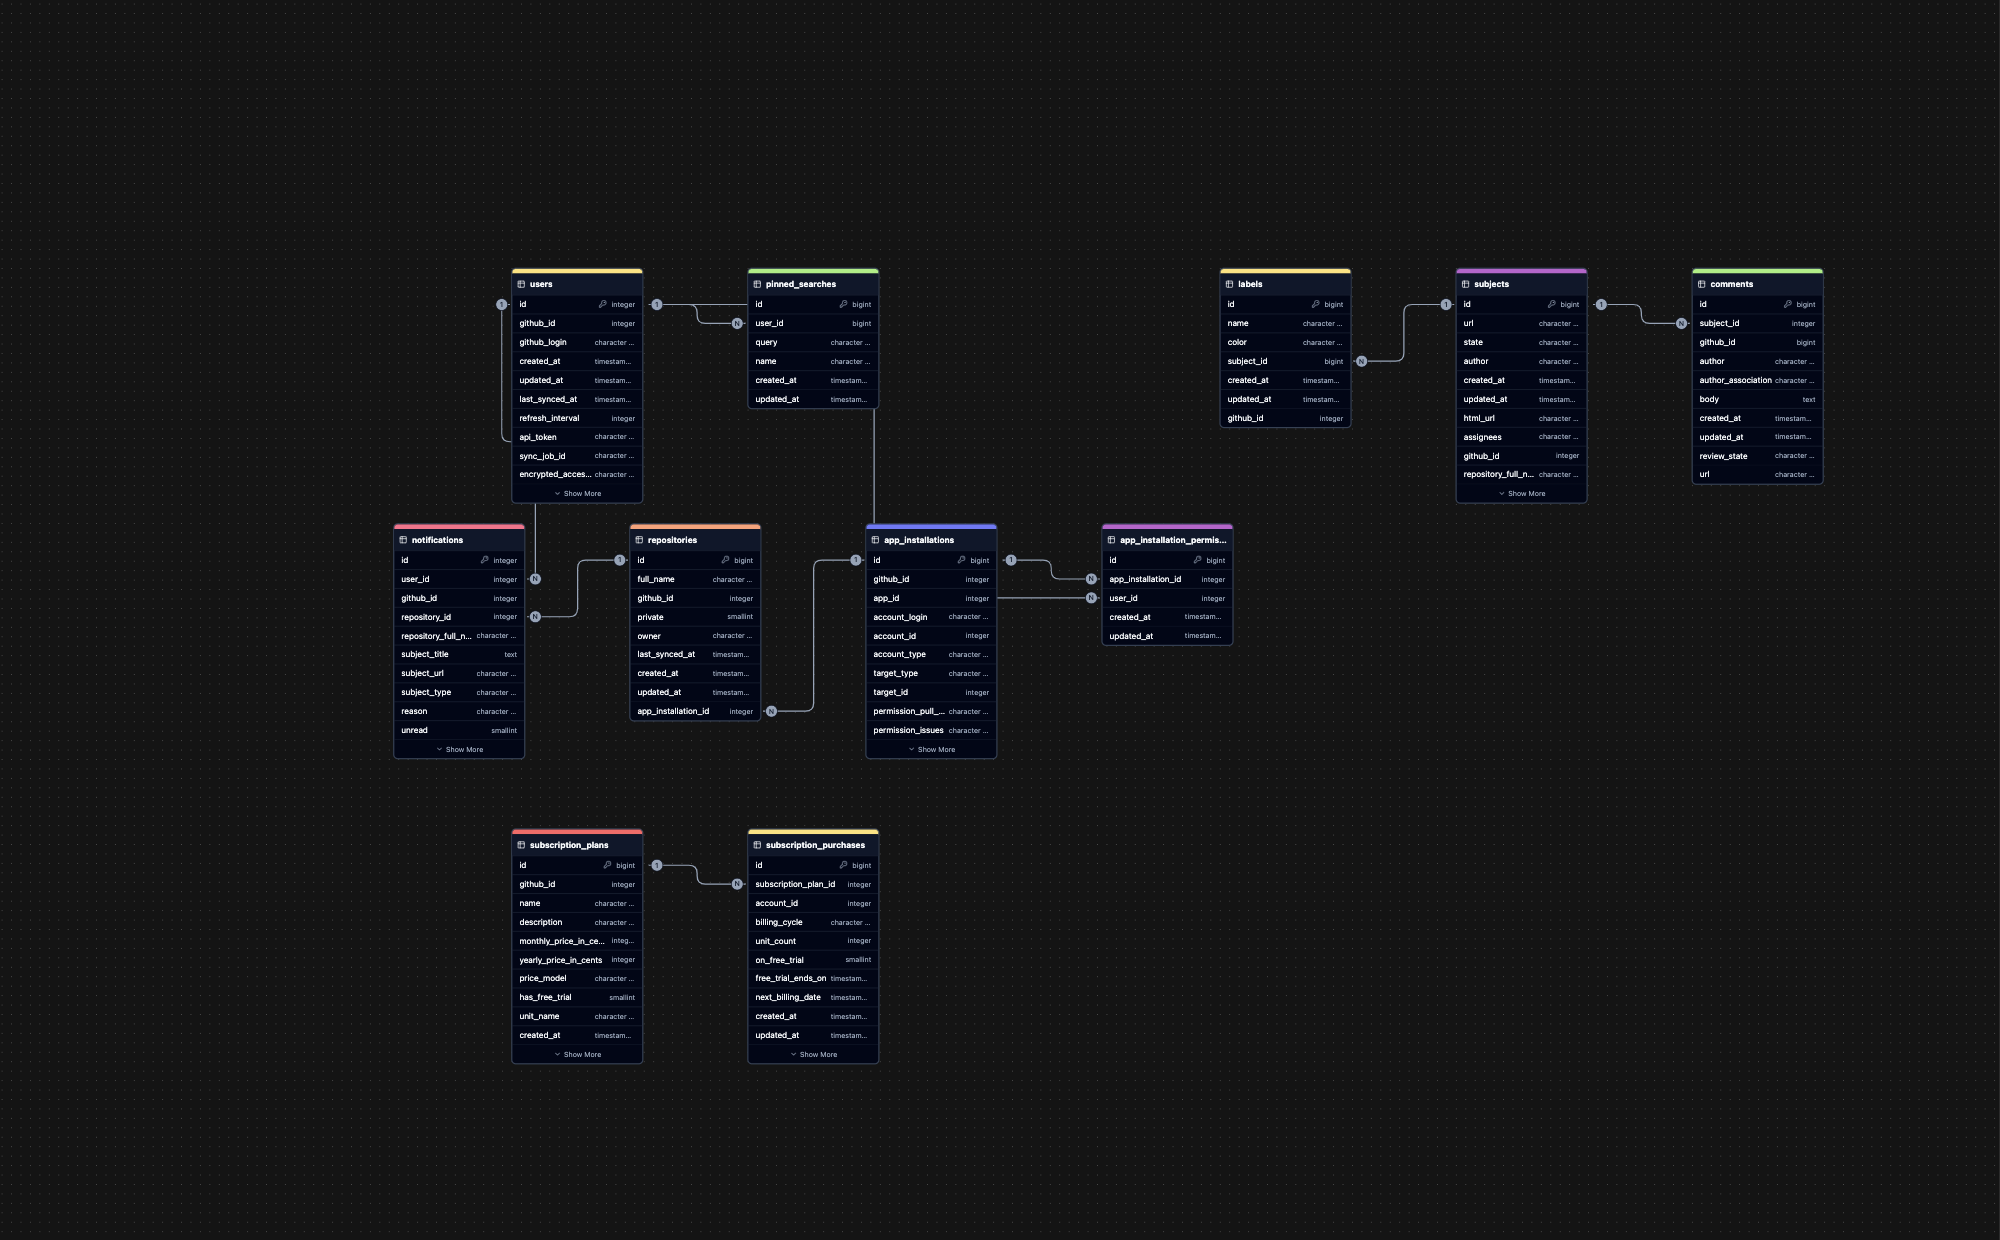 users
1 id integer 1
github_id integer
github_login character ...
created_at timestam...
updated_at timestam...
last_synced_at timestam...
refresh_interval integer
api_token character ...
sync_job_id character ...
encrypted_acces... character ...
Show More
pinned_searches
id bigint
N user_id bigint
query character ...
name character ...
created_at timestam...
updated_at timestam...
labels
id bigint
name character ...
color character ...
subject_id bigint N
created_at timestam...
updated_at timestam...
github_id integer
subjects
1 id bigint 1
url character ...
state character ...
author character ...
created_at timestam...
updated_at timestam...
html_url character ...
assignees character ...
github_id integer
repository_full_n... character ...
Show More
comments
id bigint
N subject_id integer
github_id bigint
author character ...
author_association character ...
body text
created_at timestam...
updated_at timestam...
review_state character ...
url character ...
notifications
id integer
user_id integer N
github_id integer
repository_id integer N
repository_full_n... character ...
subject_title text
subject_url character ...
subject_type character ...
reason character ...
unread smallint
Show More
repositories
1 id bigint
full_name character ...
github_id integer
private smallint
owner character ...
last_synced_at timestam...
created_at timestam...
updated_at timestam...
app_installation_id integer N
app_installations
1 id bigint 1
github_id integer
app_id integer
account_login character ...
account_id integer
account_type character ...
target_type character ...
target_id integer
permission_pull_... character ...
permission_issues character ...
Show More
app_installation_permis...
id bigint
N app_installation_id integer
N user_id integer
created_at timestam...
updated_at timestam...
subscription_plans
id bigint 1
github_id integer
name character ...
description character ...
monthly_price_in_ce... integ...
yearly_price_in_cents integer
price_model character ...
has_free_trial smallint
unit_name character ...
created_at timestam...
Show More
subscription_purchases
id bigint
N subscription_plan_id integer
account_id integer
billing_cycle character ...
unit_count integer
on_free_trial smallint
free_trial_ends_on timestam...
next_billing_date timestam...
created_at timestam...
updated_at timestam...
Show More